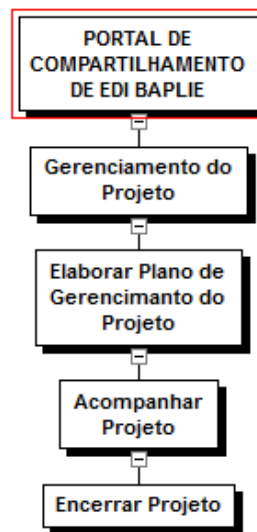 PORTAL DE
COMPARTILHAMENTO
DE EDI BAPLIE
Gerenciamento do
Projeto
Elaborar Plano de
Gerencimanto do
Projeto
Acompanhar
Projeto
Encerrar Projeto